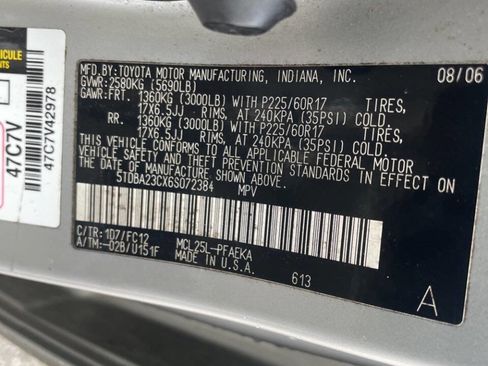 MFD.BY: TOYOTA MOTOR MANUFACTURING, INDIANA, INC. 08/06
GVWR: 2580KG (5690LB)
GAWR: FRT. 1360KG (3000LB) WITH P225/60R17 TIRES,
17X6.5JJ RIMS, AT 240KPA (35PSI) COLD.
RR. 1360KG (3000LB) WITH P225/60R17 TIRES,
17X6.5JJ RIMS, AT 240KPA (35PSI) COLD.
THIS VEHICLE CONFORMS TO ALL APPLICABLE FEDERAL MOTOR
VEHICLE SAFETY AND THEFT PREVENTION STANDARDS IN EFFECT
ON THE DATE OF MANUFACTURE SHOWN ABOVE.
5TDBA23CX6S072384 MPV
C/TR: 1D7/FC12 MCL25L-PFAEKA
A/TM: -02B/U151F MADE IN U.S.A.
613
A
47C7V
47C7V42978